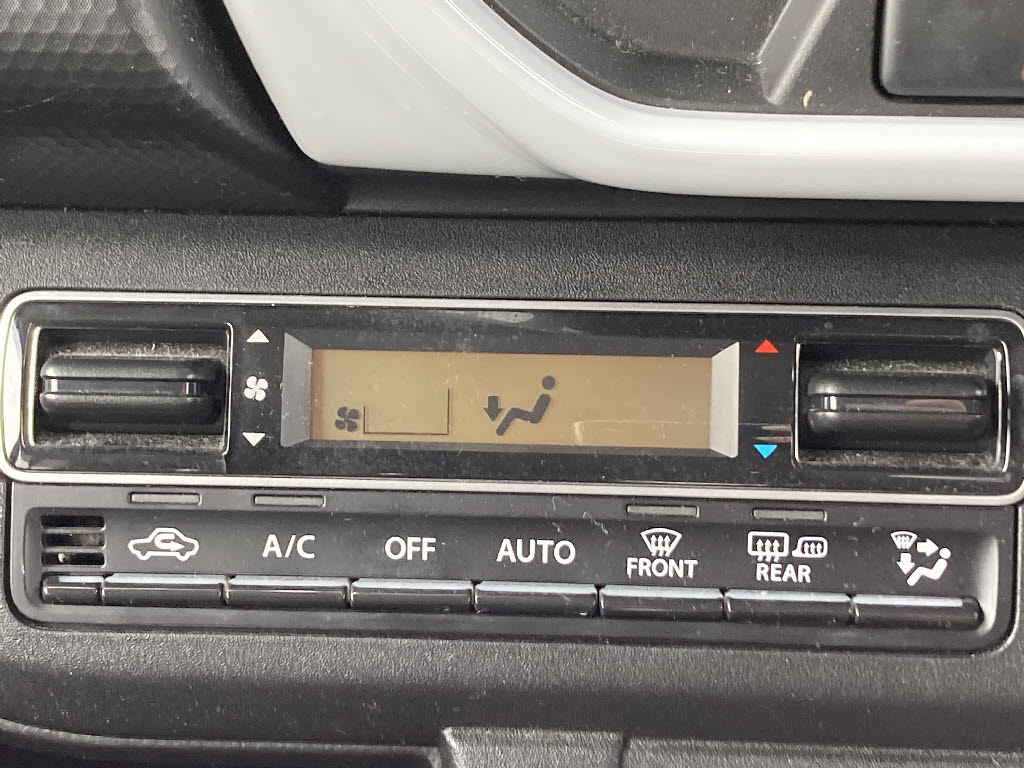 A/C
OFF
AUTO
FRONT
REAR